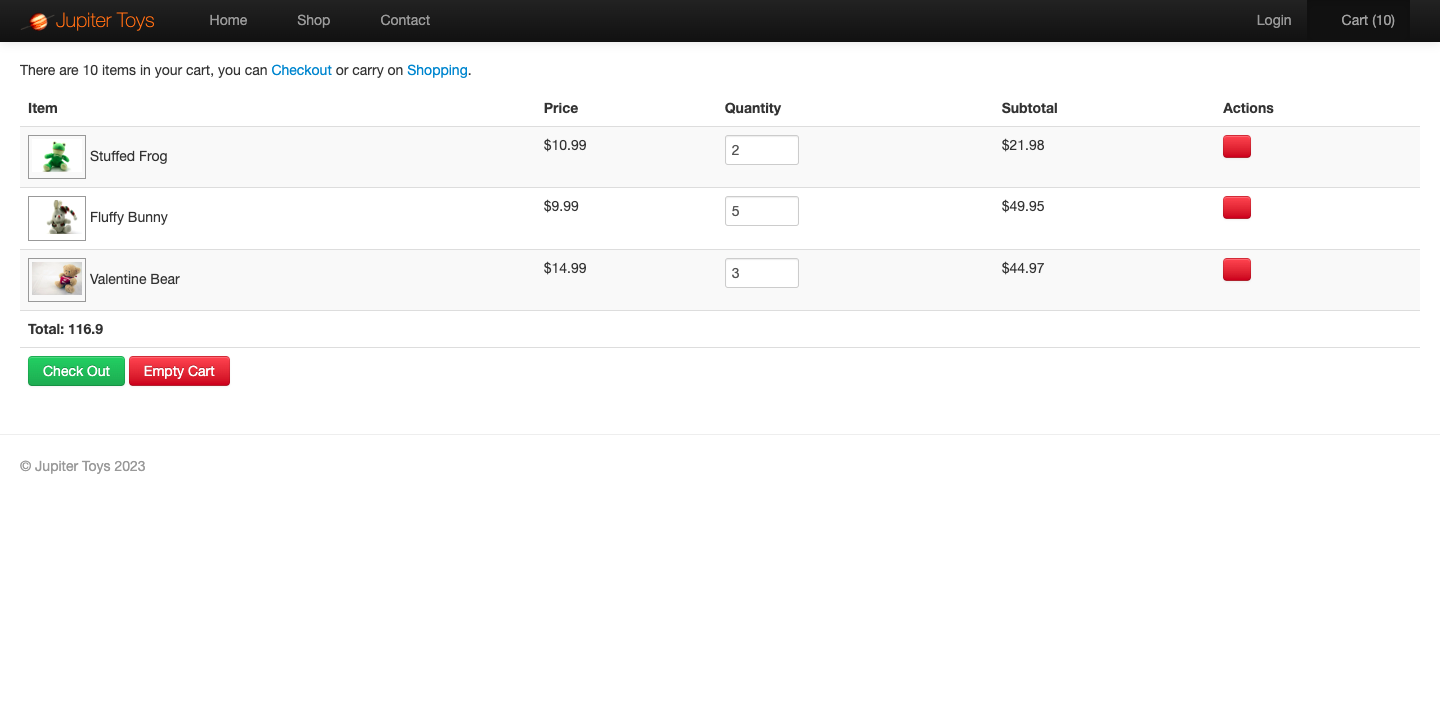 Jupiter Toys Home Shop Contact Login Cart (10)
There are 10 items in your cart, you can Checkout or carry on Shopping.
Item Price Quantity Subtotal Actions
Stuffed Frog $10.99 2 $21.98
Fluffy Bunny $9.99 5 $49.95
Valentine Bear $14.99 3 $44.97
Total: 116.9
Check Out Empty Cart
© Jupiter Toys 2023